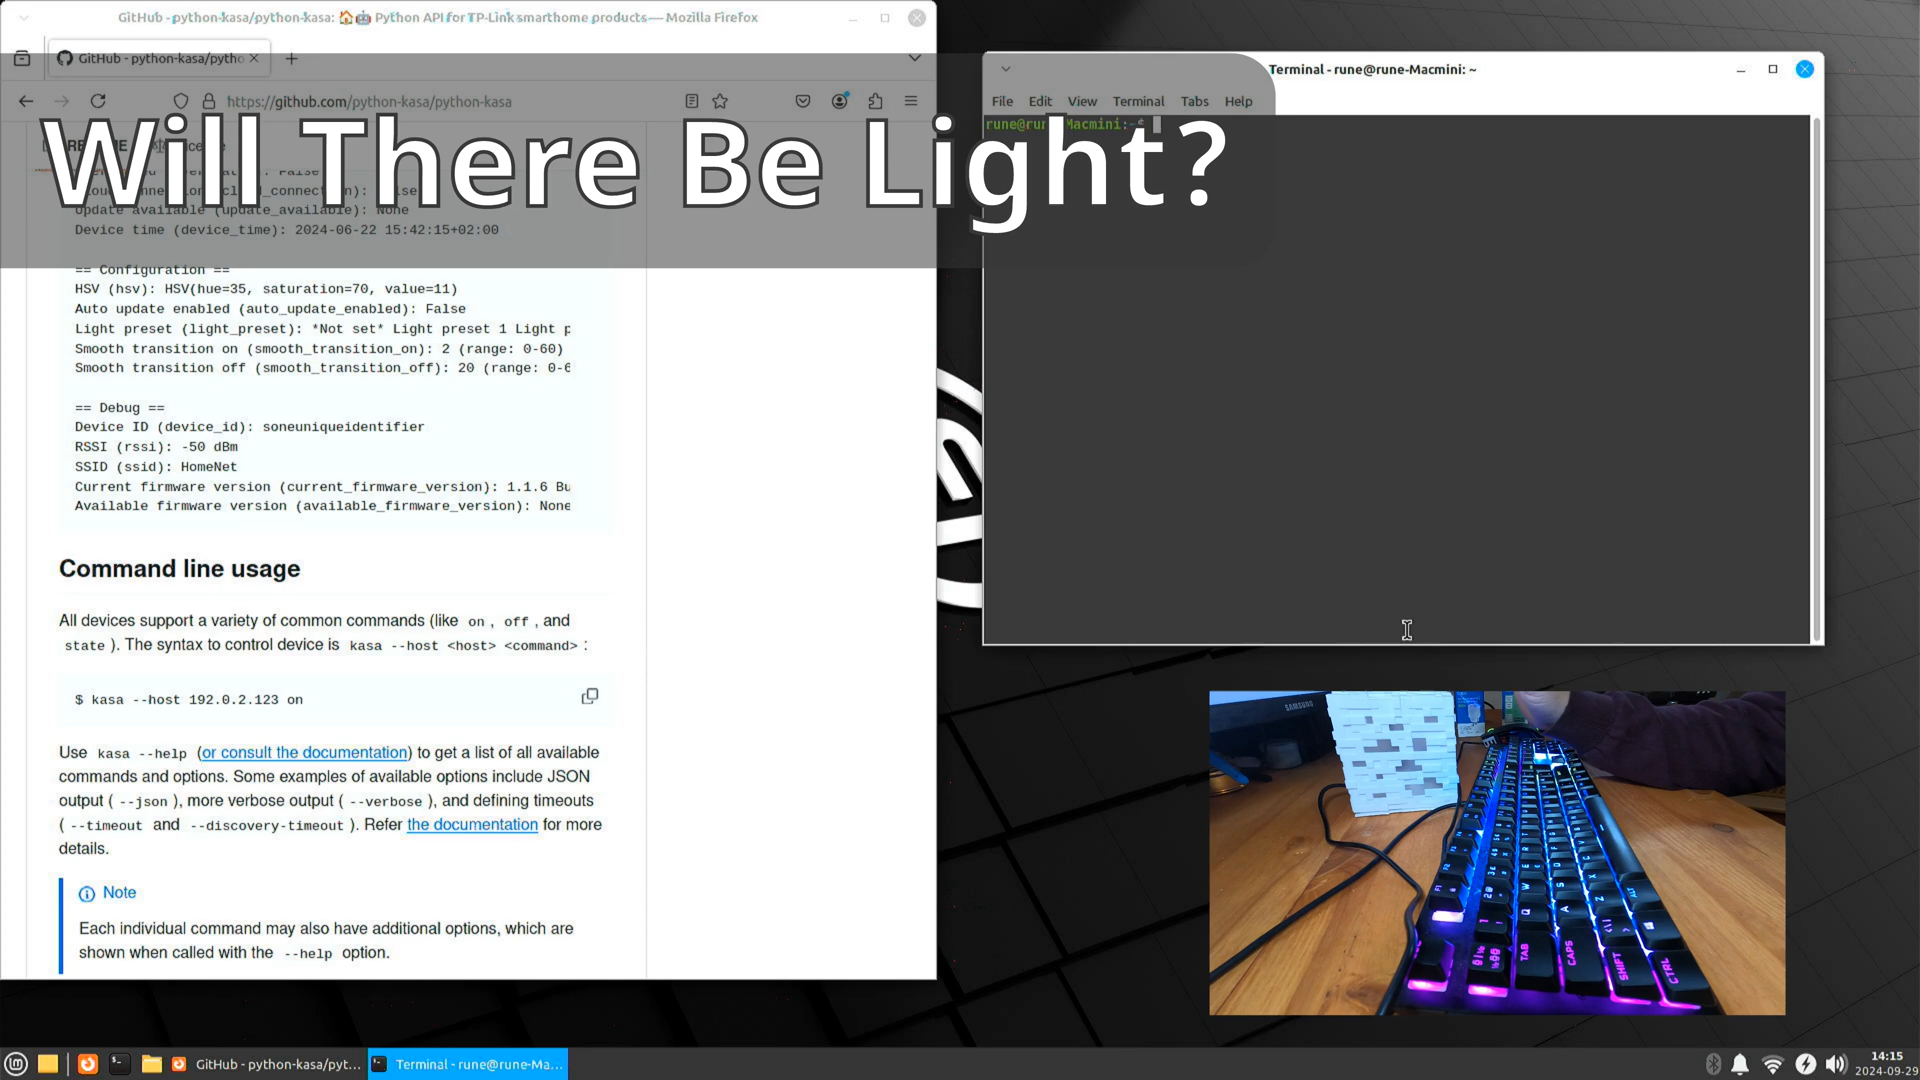 GitHub - python-kasa/python-kasa: 🏠🤖 Python API for TP-Link smarthome products — Mozilla Firefox
GitHub - python-kasa/pytho
https://github.com/python-kasa/python-kasa
Will There Be Light?
Update available (update_available): None
Device time (device_time): 2024-06-22 15:42:15+02:00
== Configuration ==
HSV (hsv): HSV(hue=35, saturation=70, value=11)
Auto update enabled (auto_update_enabled): False
Light preset (light_preset): *Not set* Light preset 1 Light p
Smooth transition on (smooth_transition_on): 2 (range: 0-60)
Smooth transition off (smooth_transition_off): 20 (range: 0-6
== Debug ==
Device ID (device_id): soneuniqueidentifier
RSSI (rssi): -50 dBm
SSID (ssid): HomeNet
Current firmware version (current_firmware_version): 1.1.6 Bu
Available firmware version (available_firmware_version): None
Command line usage
All devices support a variety of common commands (like on, off, and
state). The syntax to control device is kasa --host <host> <command>:
$ kasa --host 192.0.2.123 on
Use kasa --help (or consult the documentation) to get a list of all available
commands and options. Some examples of available options include JSON
output (--json), more verbose output (--verbose), and defining timeouts
(--timeout and --discovery-timeout). Refer the documentation for more
details.
Note
Each individual command may also have additional options, which are
shown when called with the --help option.
Terminal - rune@rune-Macmini: ~
File Edit View Terminal Tabs Help
rune@rune-Macmini:~$
SAMSUNG
TAB
CAPS
SHIFT
CTRL
GitHub - python-kasa/pyt...
Terminal - rune@rune-Ma...
14:15
2024-09-29